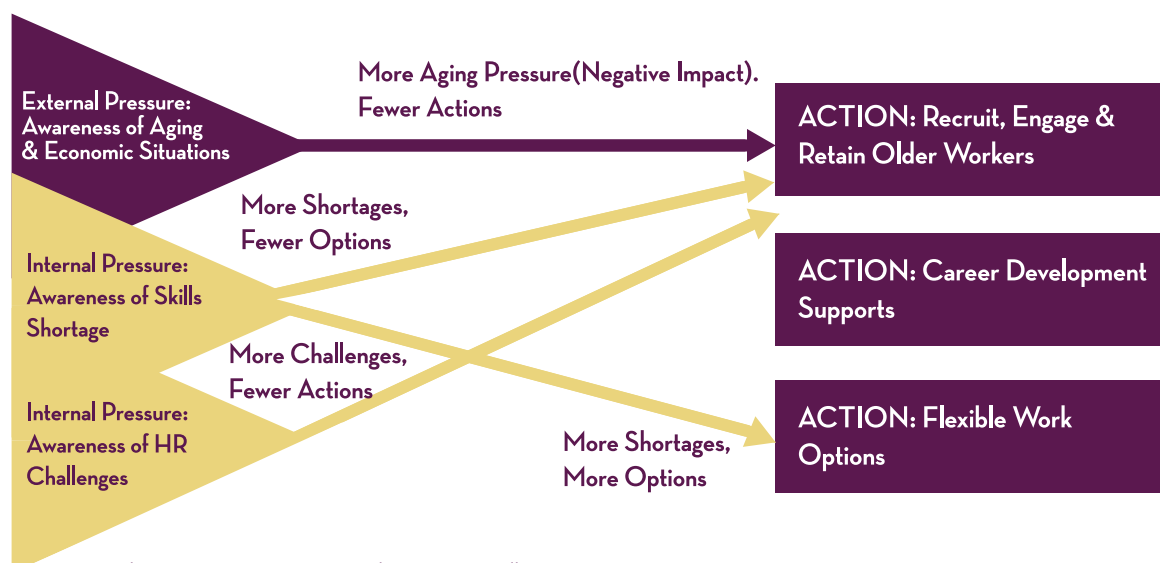 More Aging Pressure(Negative Impact).
Fewer Actions
External Pressure:
Awareness of Aging
& Economic Situations
ACTION: Recruit, Engage &
Retain Older Workers
More Shortages,
Fewer Options
Internal Pressure:
Awareness of Skills
Shortage
ACTION: Career Development
Supports
More Challenges,
Fewer Actions
Internal Pressure:
Awareness of HR
Challenges
ACTION: Flexible Work
Options
More Shortages,
More Options